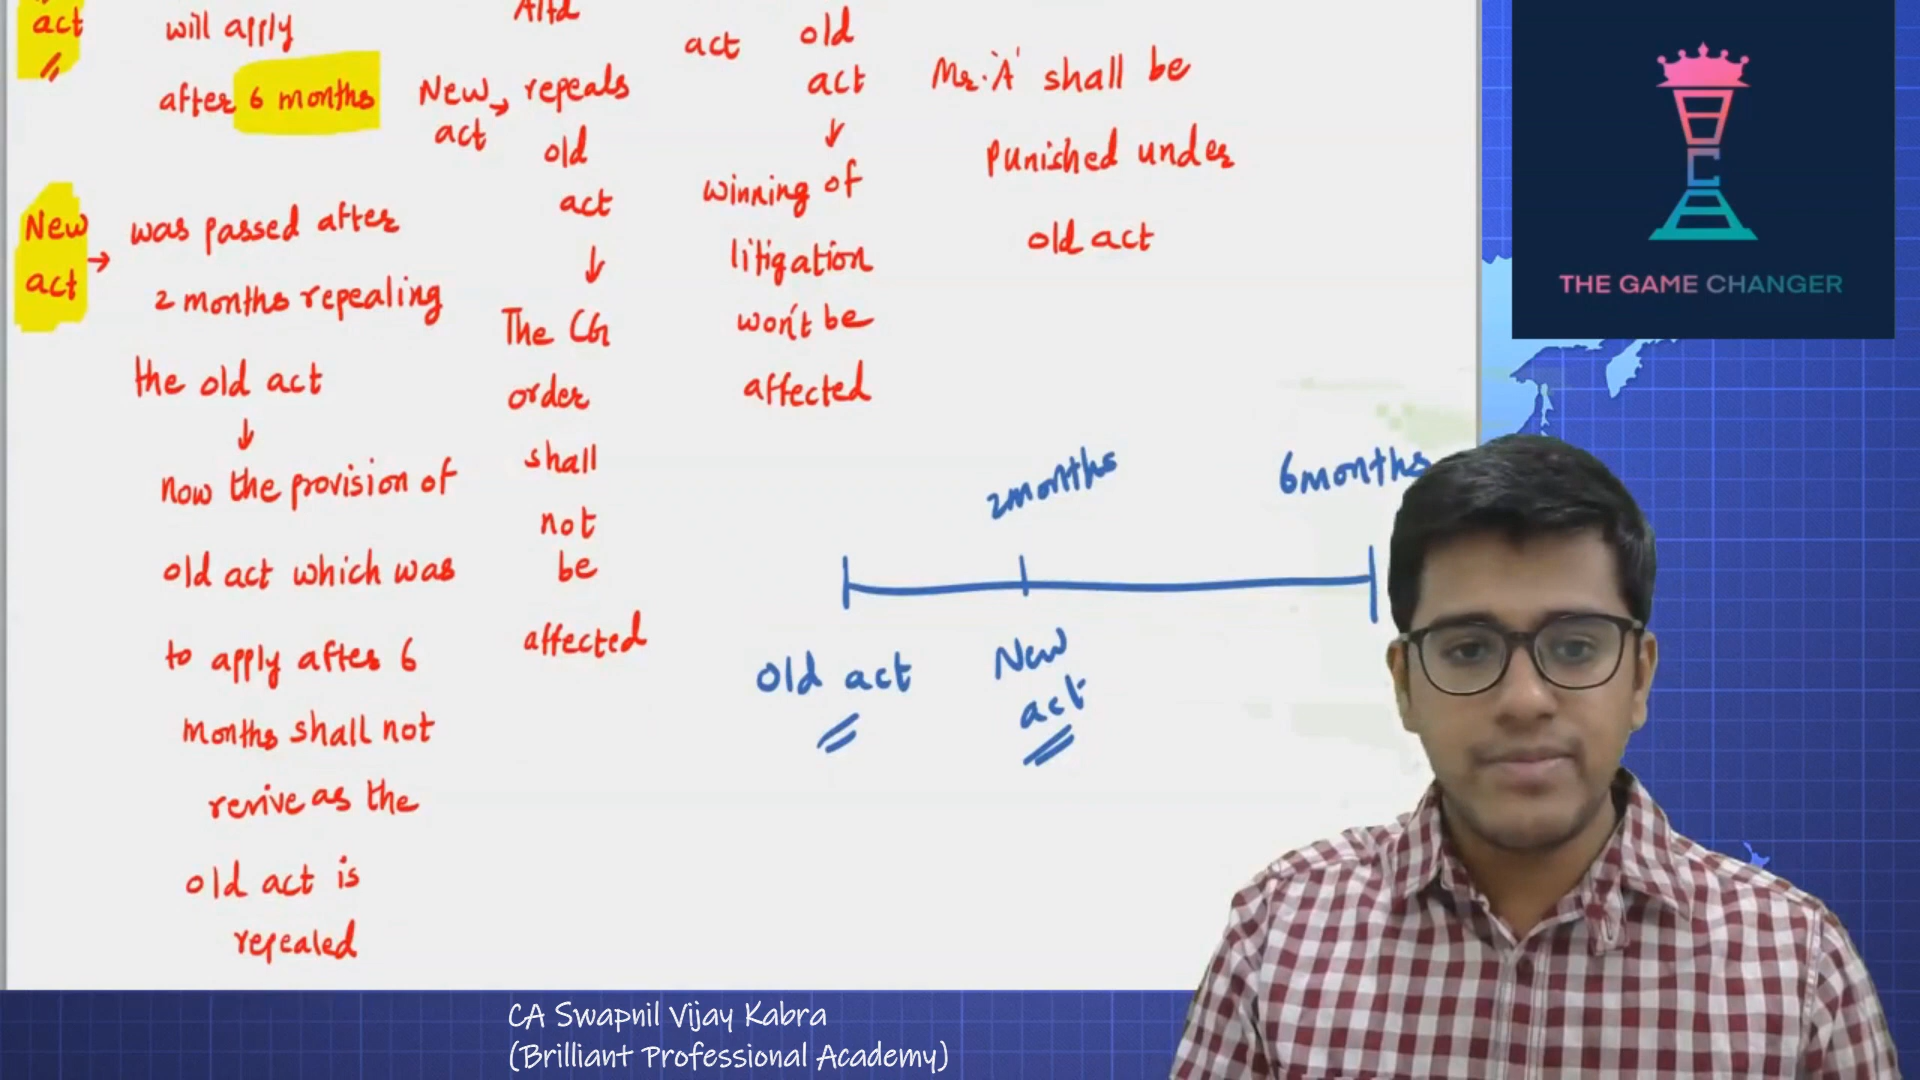 act
will apply
after 6 months
New
act →
was passed after
2 months repealing
the old act
↓
now the provision of
old act which was
to apply after 6
months shall not
revive as the
old act is
repealed
New → repeals
act
old
act
↓
The CG
order
shall
not
be
affected
act
old
act
↓
winning of
litigation
won't be
affected
Mr. 'A' shall be
punished under
old act
2months
6months
old act
New
act
THE GAME CHANGER
CA Swapnil Vijay Kabra
(Brilliant Professional Academy)